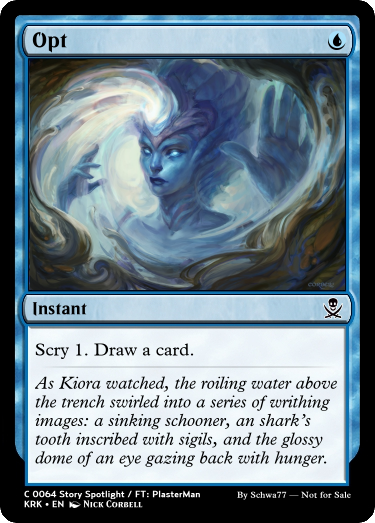 Opt
Instant
Scry 1. Draw a card.
As Kiora watched, the roiling water above
the trench swirled into a series of writhing
images: a sinking schooner, an shark's
tooth inscribed with sigils, and the glossy
dome of an eye gazing back with hunger.
C 0064 Story Spotlight / FT: PlasterMan
KRK • EN Nick Corbell
By Schwa77 — Not for Sale